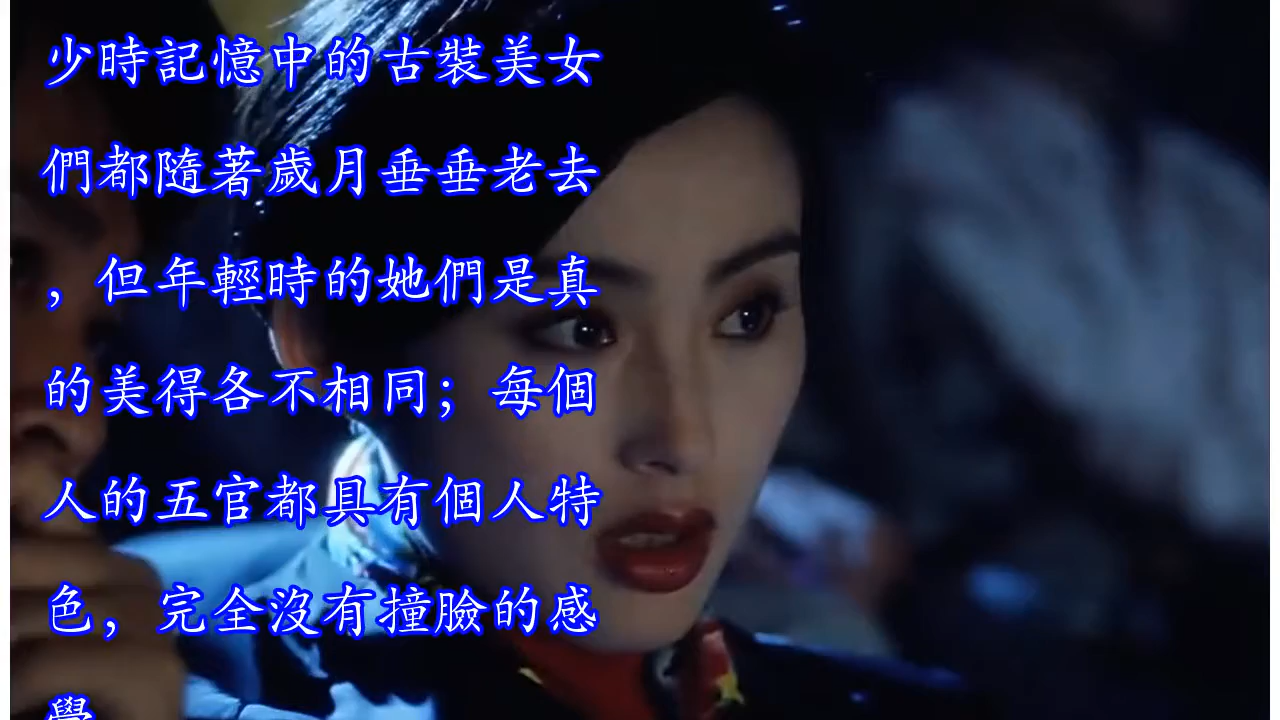 少時記憶中的古裝美女
們都隨著歲月垂垂老去
，但年輕時的她們是真
的美得各不相同；每個
人的五官都具有個人特
色，完全沒有撞臉的感
覺